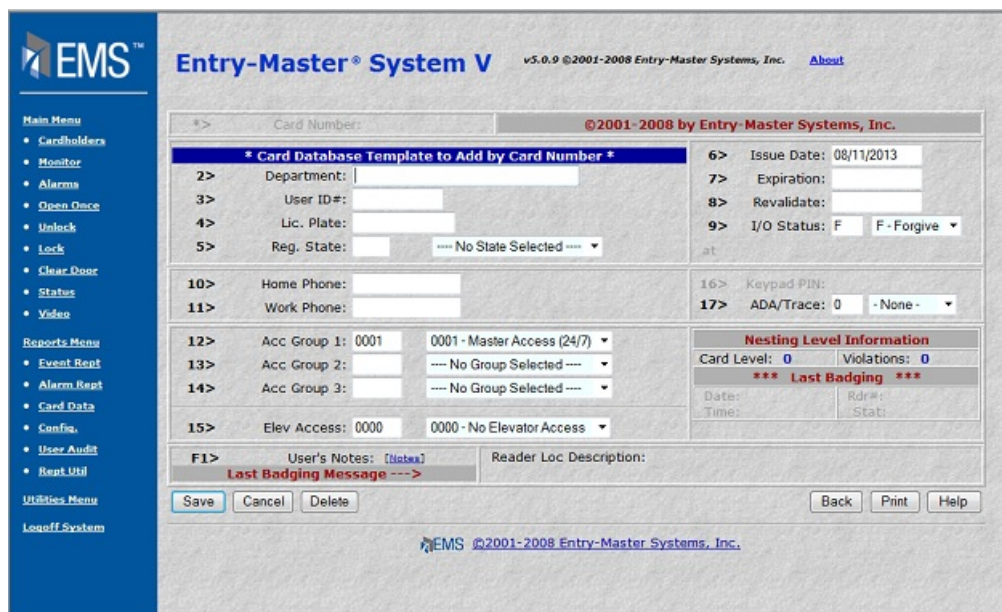 EMS™
Entry-Master® System V
v5.0.9 ©2001-2008 Entry-Master Systems, Inc.
About
Main Menu
Cardholders
Monitor
Alarms
Open Once
Unlock
Lock
Clear Door
Status
Video
Reports Menu
Event Rept
Alarm Rept
Card Data
Config.
User Audit
Rept Util
Utilities Menu
Logoff System
*> Card Number:
©2001-2008 by Entry-Master Systems, Inc.
* Card Database Template to Add by Card Number *
2> Department:
3> User ID#:
4> Lic. Plate:
5> Reg. State: ---- No State Selected ----
6> Issue Date: 08/11/2013
7> Expiration:
8> Revalidate:
9> I/O Status: F F - Forgive
at
10> Home Phone:
11> Work Phone:
16> Keypad PIN:
17> ADA/Trace: 0 - None -
12> Acc Group 1: 0001 0001 - Master Access (24/7)
13> Acc Group 2: ---- No Group Selected ----
14> Acc Group 3: ---- No Group Selected ----
15> Elev Access: 0000 0000 - No Elevator Access
Nesting Level Information
Card Level: 0 Violations: 0
*** Last Badging ***
Date: Rdr#:
Time: Stat:
F1> User's Notes: [Notes] Reader Loc Description:
Last Badging Message --->
Save Cancel Delete Back Print Help
EMS ©2001-2008 Entry-Master Systems, Inc.